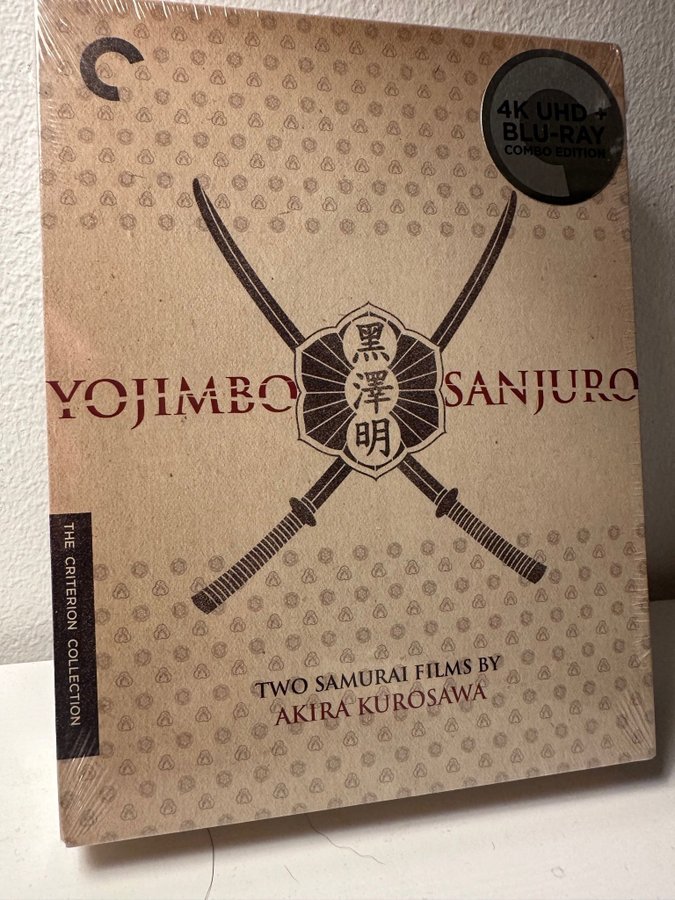 4K UHD +
BLU-RAY
COMBO EDITION
黑
澤
明
YOJIMBO
SANJURO
THE CRITERION COLLECTION
TWO SAMURAI FILMS BY
AKIRA KUROSAWA